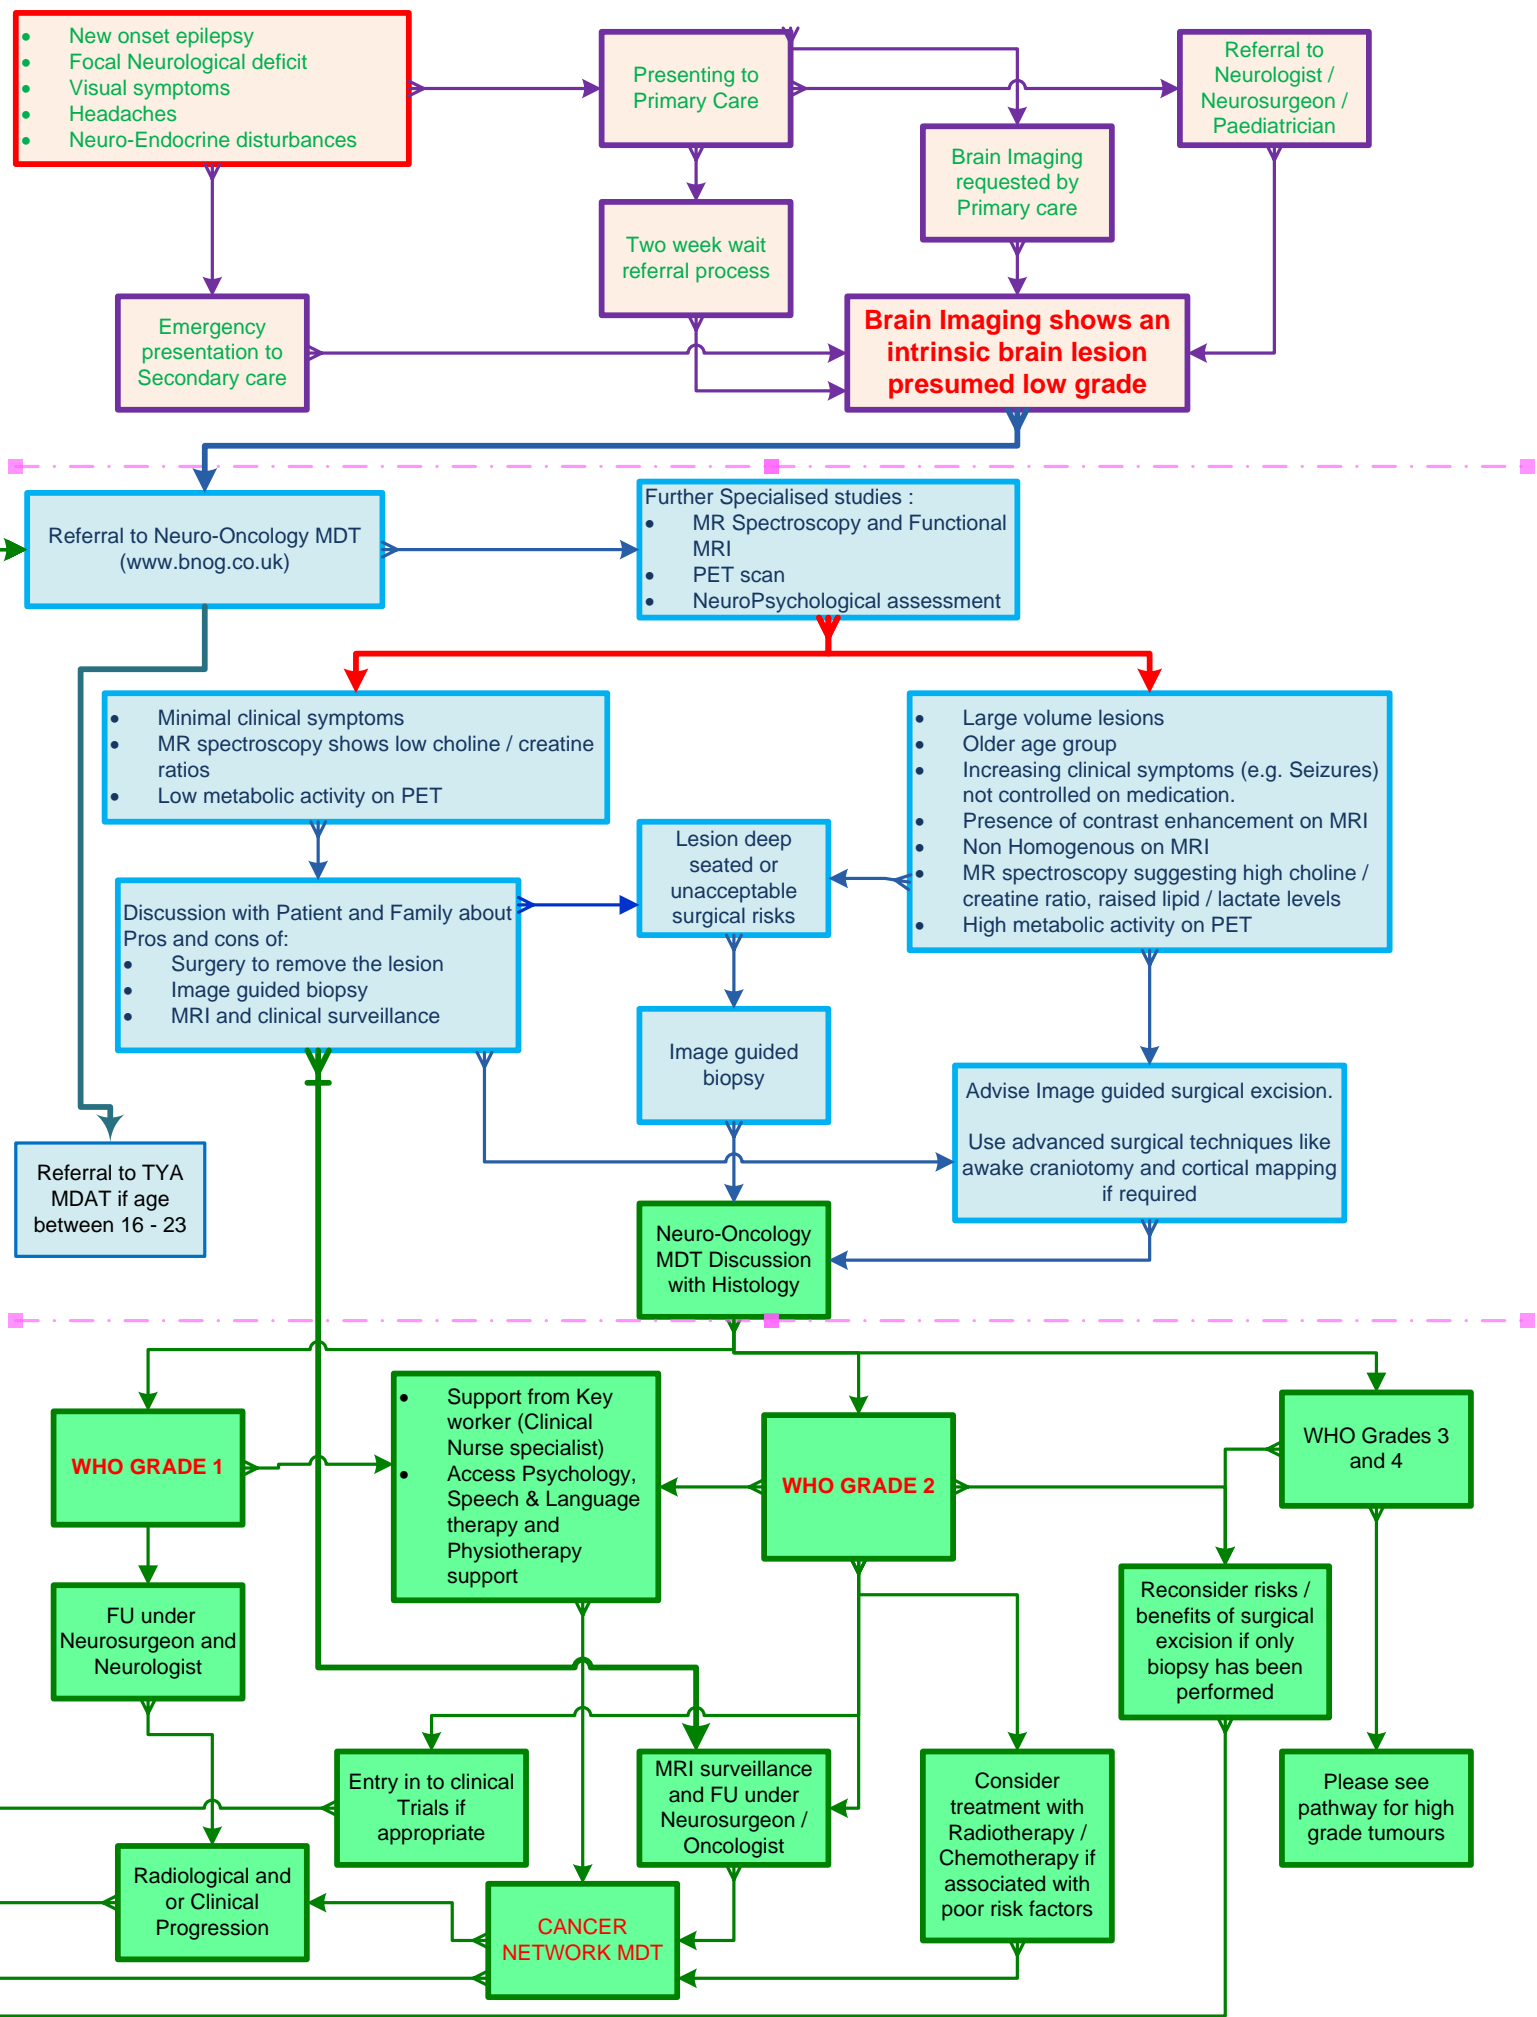 • New onset epilepsy
• Focal Neurological deficit
• Visual symptoms
• Headaches
• Neuro-Endocrine disturbances
Presenting to
Primary Care
Referral to
Neurologist /
Neurosurgeon /
Paediatrician
Brain Imaging
requested by
Primary care
Two week wait
referral process
Emergency
presentation to
Secondary care
Brain Imaging shows an
intrinsic brain lesion
presumed low grade
Referral to Neuro-Oncology MDT
(www.bnog.co.uk)
Further Specialised studies :
• MR Spectroscopy and Functional
MRI
• PET scan
• NeuroPsychological assessment
• Minimal clinical symptoms
• MR spectroscopy shows low choline / creatine
ratios
• Low metabolic activity on PET
• Large volume lesions
• Older age group
• Increasing clinical symptoms (e.g. Seizures)
not controlled on medication.
• Presence of contrast enhancement on MRI
• Non Homogenous on MRI
• MR spectroscopy suggesting high choline /
creatine ratio, raised lipid / lactate levels
• High metabolic activity on PET
Lesion deep
seated or
unacceptable
surgical risks
Discussion with Patient and Family about
Pros and cons of:
• Surgery to remove the lesion
• Image guided biopsy
• MRI and clinical surveillance
Image guided
biopsy
Advise Image guided surgical excision.
Use advanced surgical techniques like
awake craniotomy and cortical mapping
if required
Referral to TYA
MDAT if age
between 16 - 23
Neuro-Oncology
MDT Discussion
with Histology
WHO GRADE 1
• Support from Key
worker (Clinical
Nurse specialist)
• Access Psychology,
Speech & Language
therapy and
Physiotherapy
support
WHO GRADE 2
WHO Grades 3
and 4
FU under
Neurosurgeon and
Neurologist
Reconsider risks /
benefits of surgical
excision if only
biopsy has been
performed
Entry in to clinical
Trials if
appropriate
MRI surveillance
and FU under
Neurosurgeon /
Oncologist
Consider
treatment with
Radiotherapy /
Chemotherapy if
associated with
poor risk factors
Please see
pathway for high
grade tumours
Radiological and
or Clinical
Progression
CANCER
NETWORK MDT